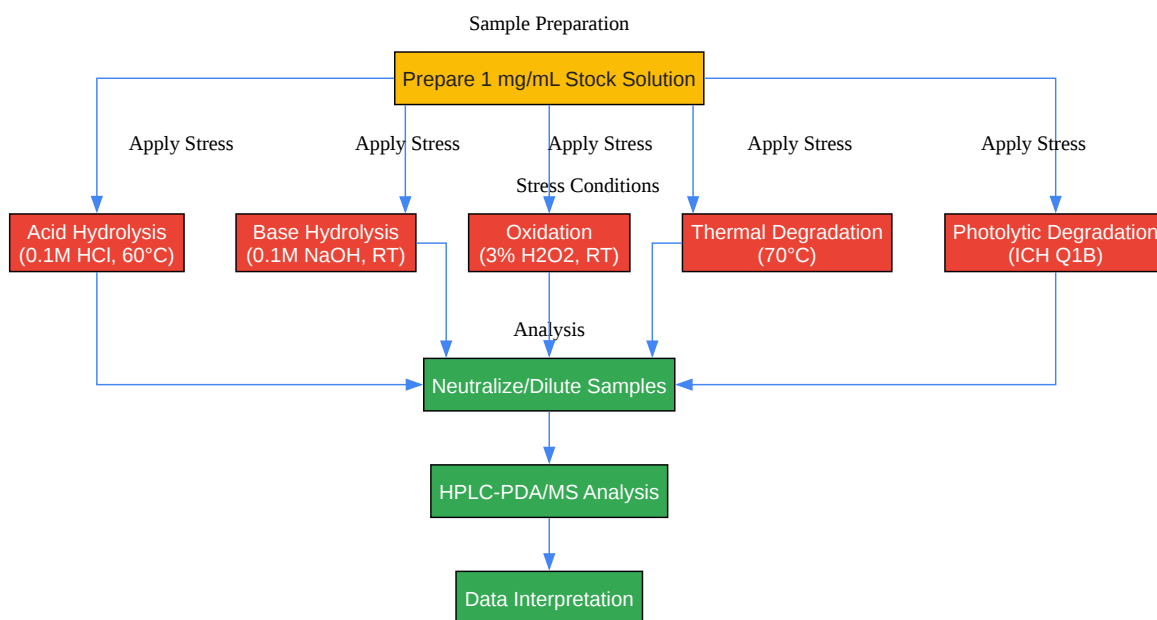 Sample Preparation
Prepare 1 mg/mL Stock Solution
Apply Stress
Apply Stress
Apply Stress
Apply Stress
Apply Stress
Stress Conditions
Acid Hydrolysis
(0.1M HCl, 60°C)
Base Hydrolysis
(0.1M NaOH, RT)
Oxidation
(3% H2O2, RT)
Thermal Degradation
(70°C)
Photolytic Degradation
(ICH Q1B)
Analysis
Neutralize/Dilute Samples
HPLC-PDA/MS Analysis
Data Interpretation